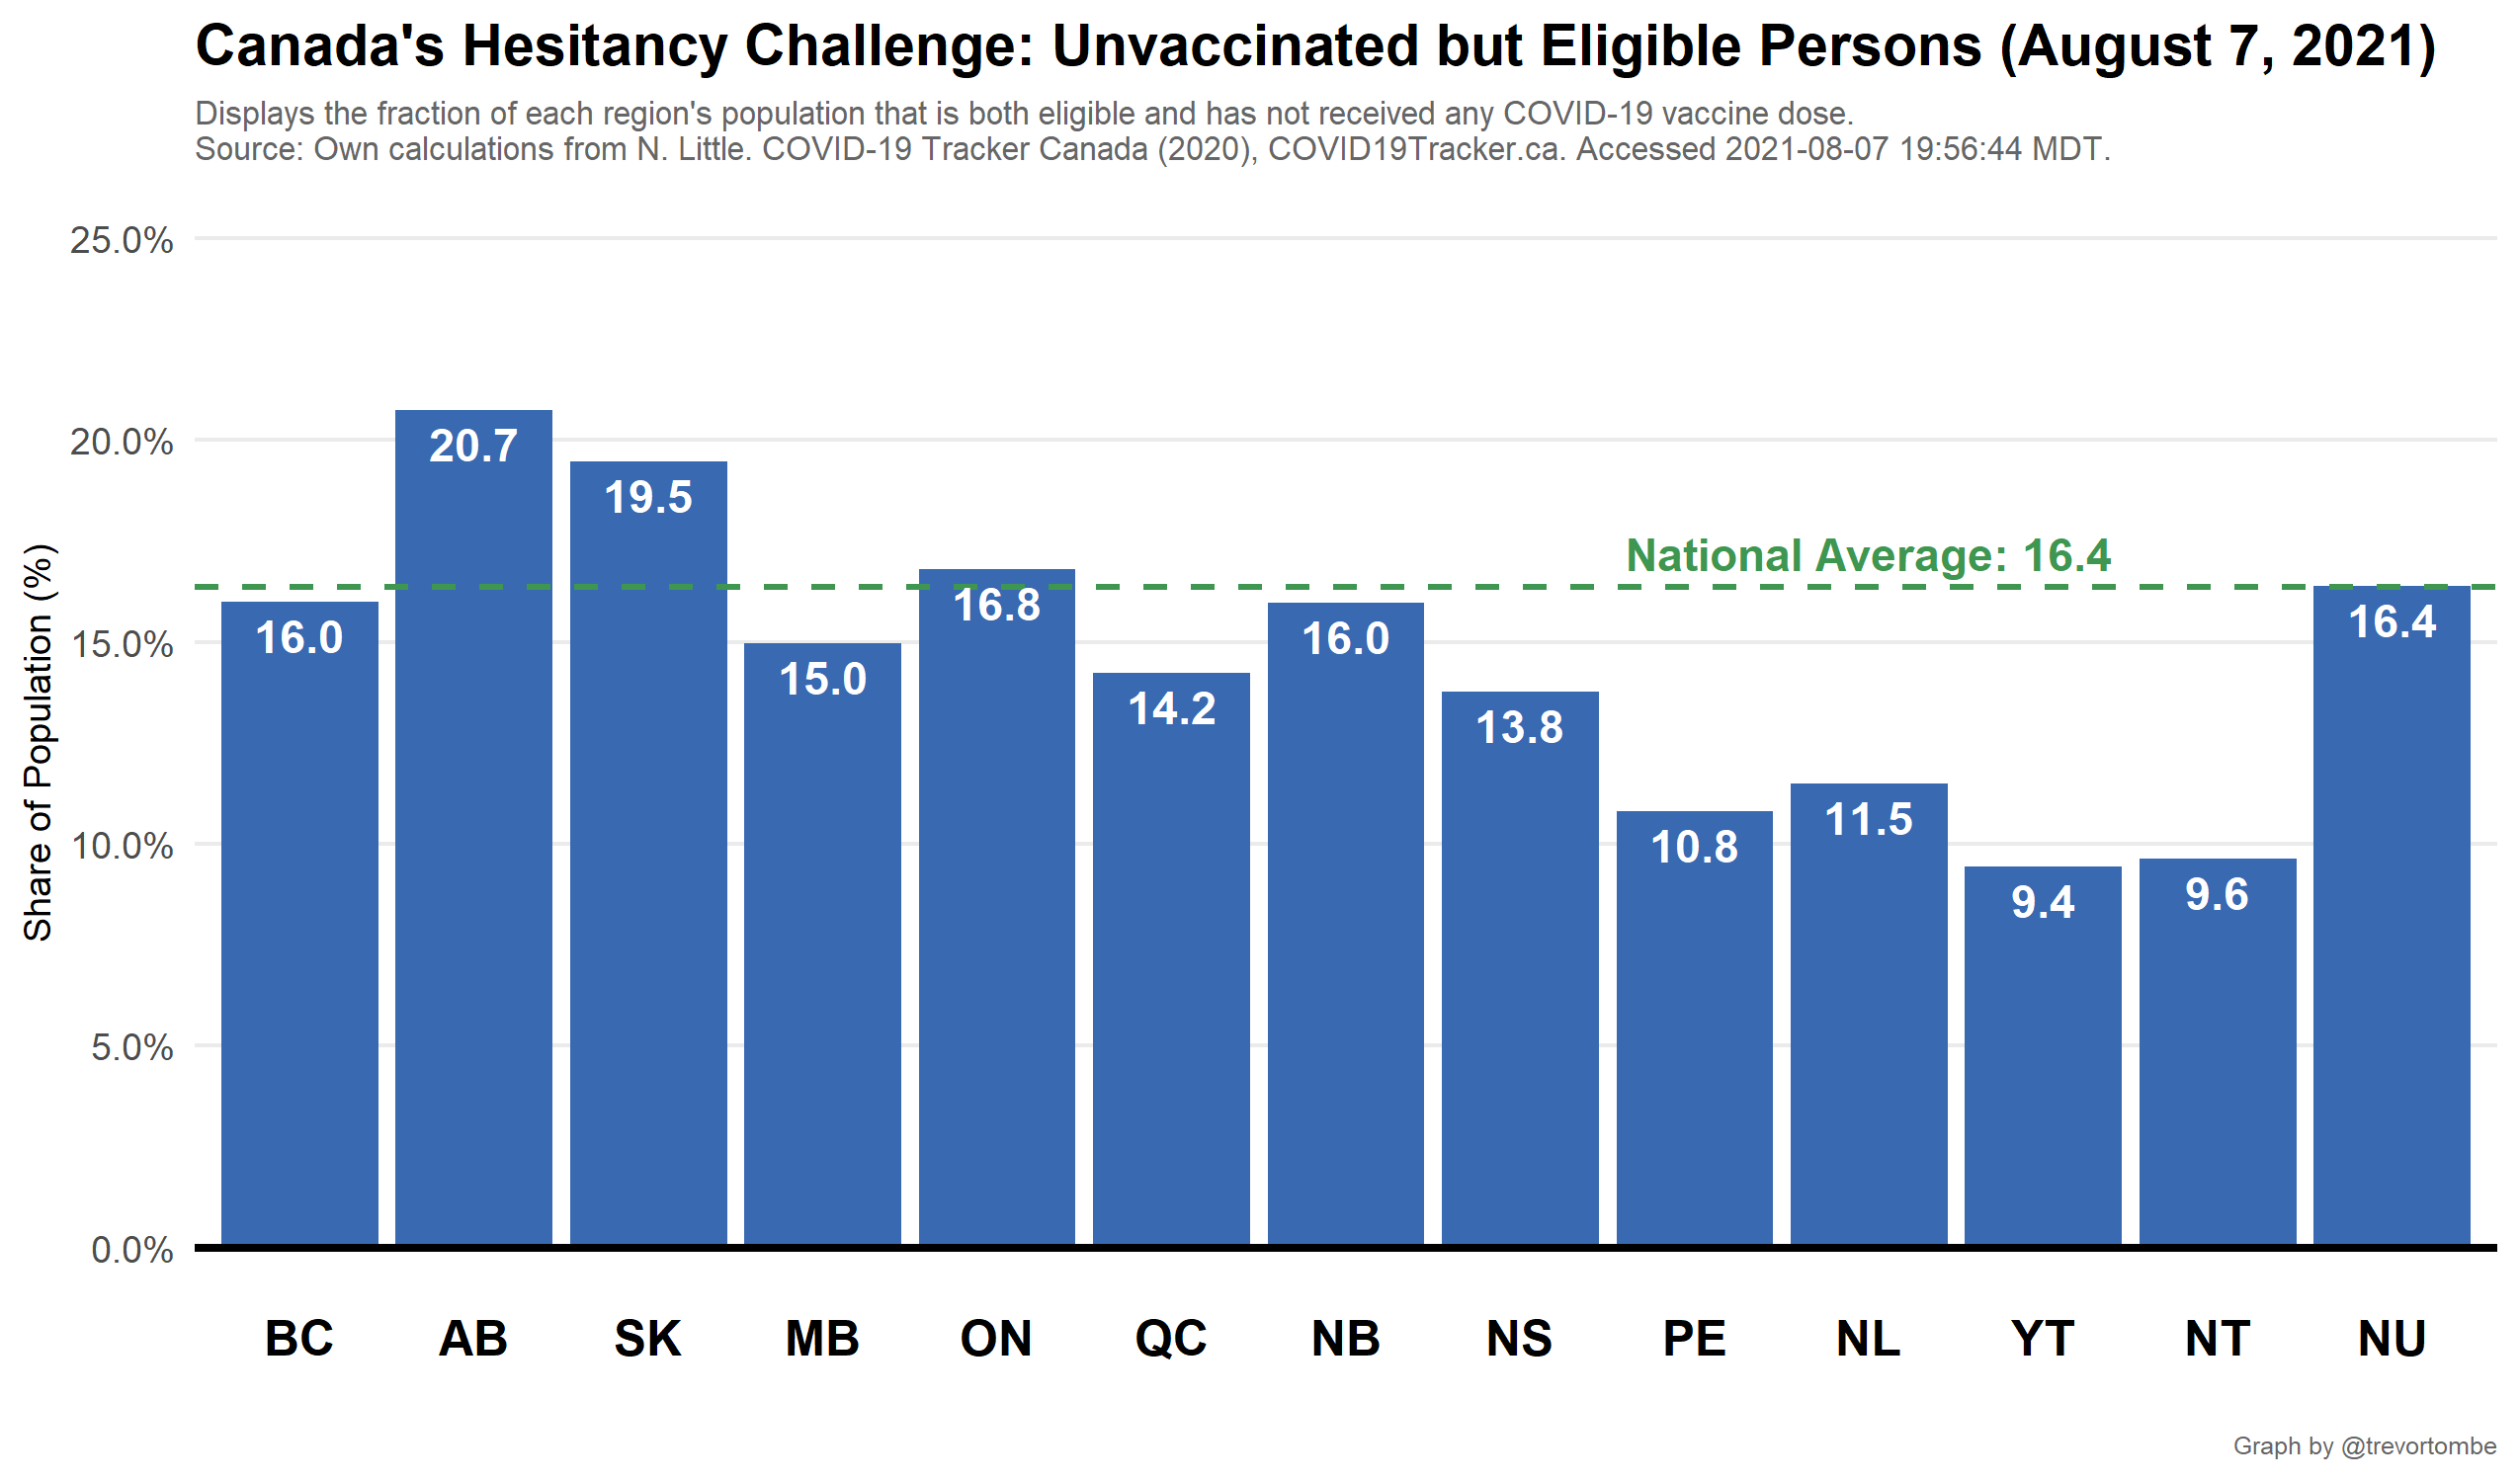 Canada's Hesitancy Challenge: Unvaccinated but Eligible Persons (August 7, 2021)
Displays the fraction of each region's population that is both eligible and has not received any COVID-19 vaccine dose.
Source: Own calculations from N. Little. COVID-19 Tracker Canada (2020), COVID19Tracker.ca. Accessed 2021-08-07 19:56:44 MDT.
Share of Population (%)
25.0%
20.0%
15.0%
10.0%
5.0%
0.0%
National Average: 16.4
16.0
20.7
19.5
15.0
16.8
14.2
16.0
13.8
10.8
11.5
9.4
9.6
16.4
BC
AB
SK
MB
ON
QC
NB
NS
PE
NL
YT
NT
NU
Graph by @trevortombe